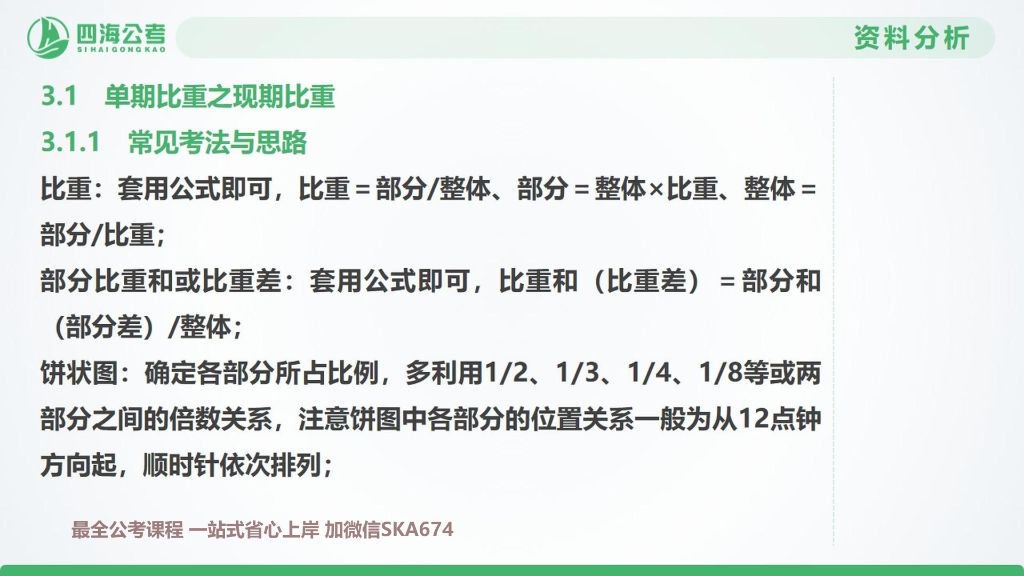 四海公考
SIHAIGONGKAO
资料分析
3.1 单期比重之现期比重
3.1.1 常见考法与思路
比重：套用公式即可，比重＝部分/整体、部分＝整体×比重、整体＝
部分/比重；
部分比重和或比重差：套用公式即可，比重和（比重差）＝部分和
（部分差）/整体；
饼状图：确定各部分所占比例，多利用1/2、1/3、1/4、1/8等或两
部分之间的倍数关系，注意饼图中各部分的位置关系一般为从12点钟
方向起，顺时针依次排列；
最全公考课程 一站式省心上岸 加微信SKA674